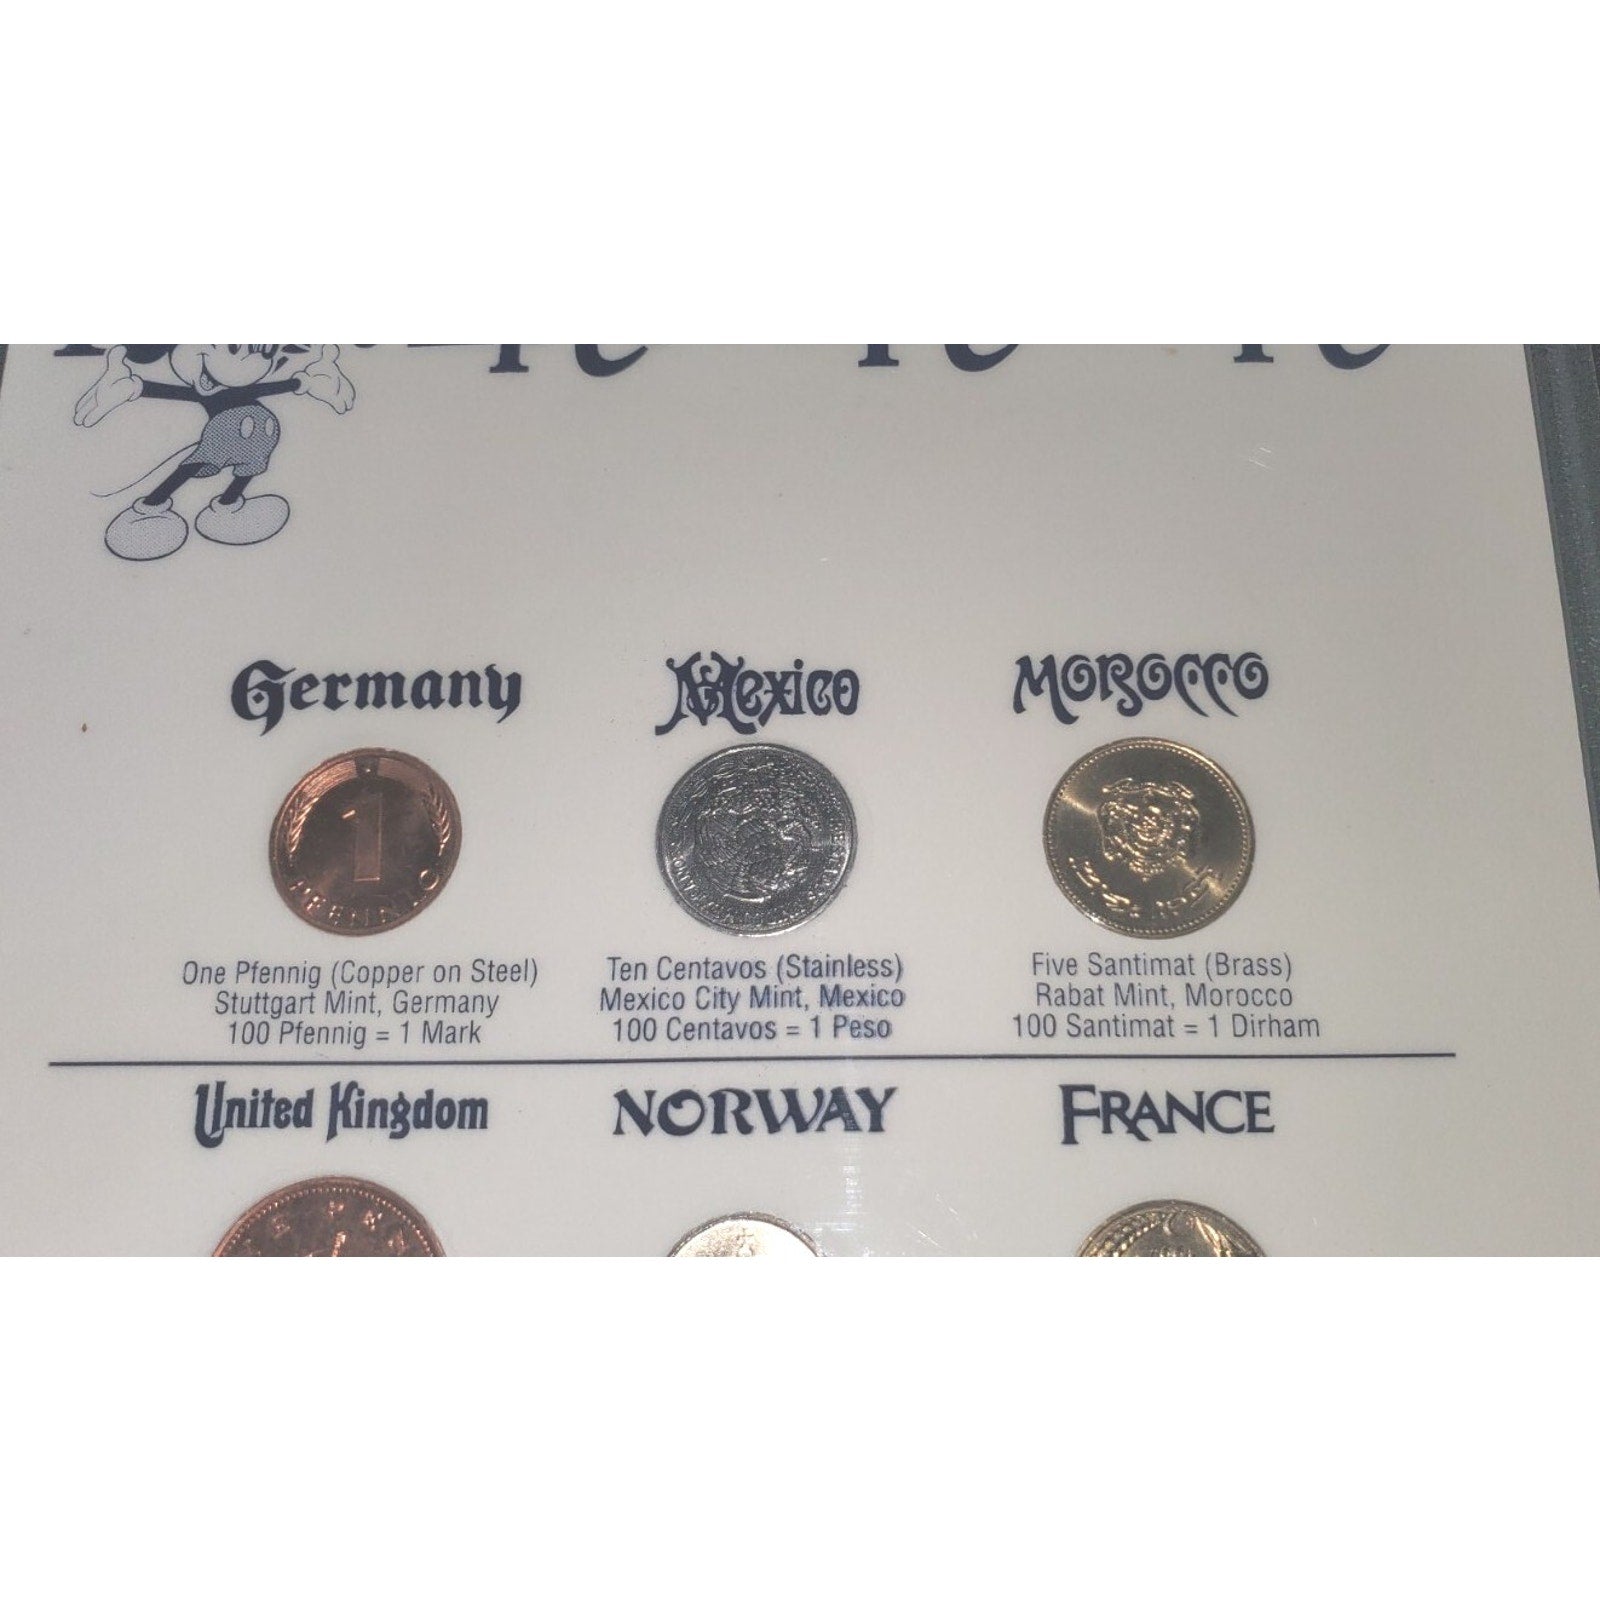 Germany
Mexico
MOROCCO
1
PFENNIG
One Pfennig (Copper on Steel)
Stuttgart Mint, Germany
100 Pfennig = 1 Mark
Ten Centavos (Stainless)
Mexico City Mint, Mexico
100 Centavos = 1 Peso
Five Santimat (Brass)
Rabat Mint, Morocco
100 Santimat = 1 Dirham
United Kingdom
NORWAY
FRANCE